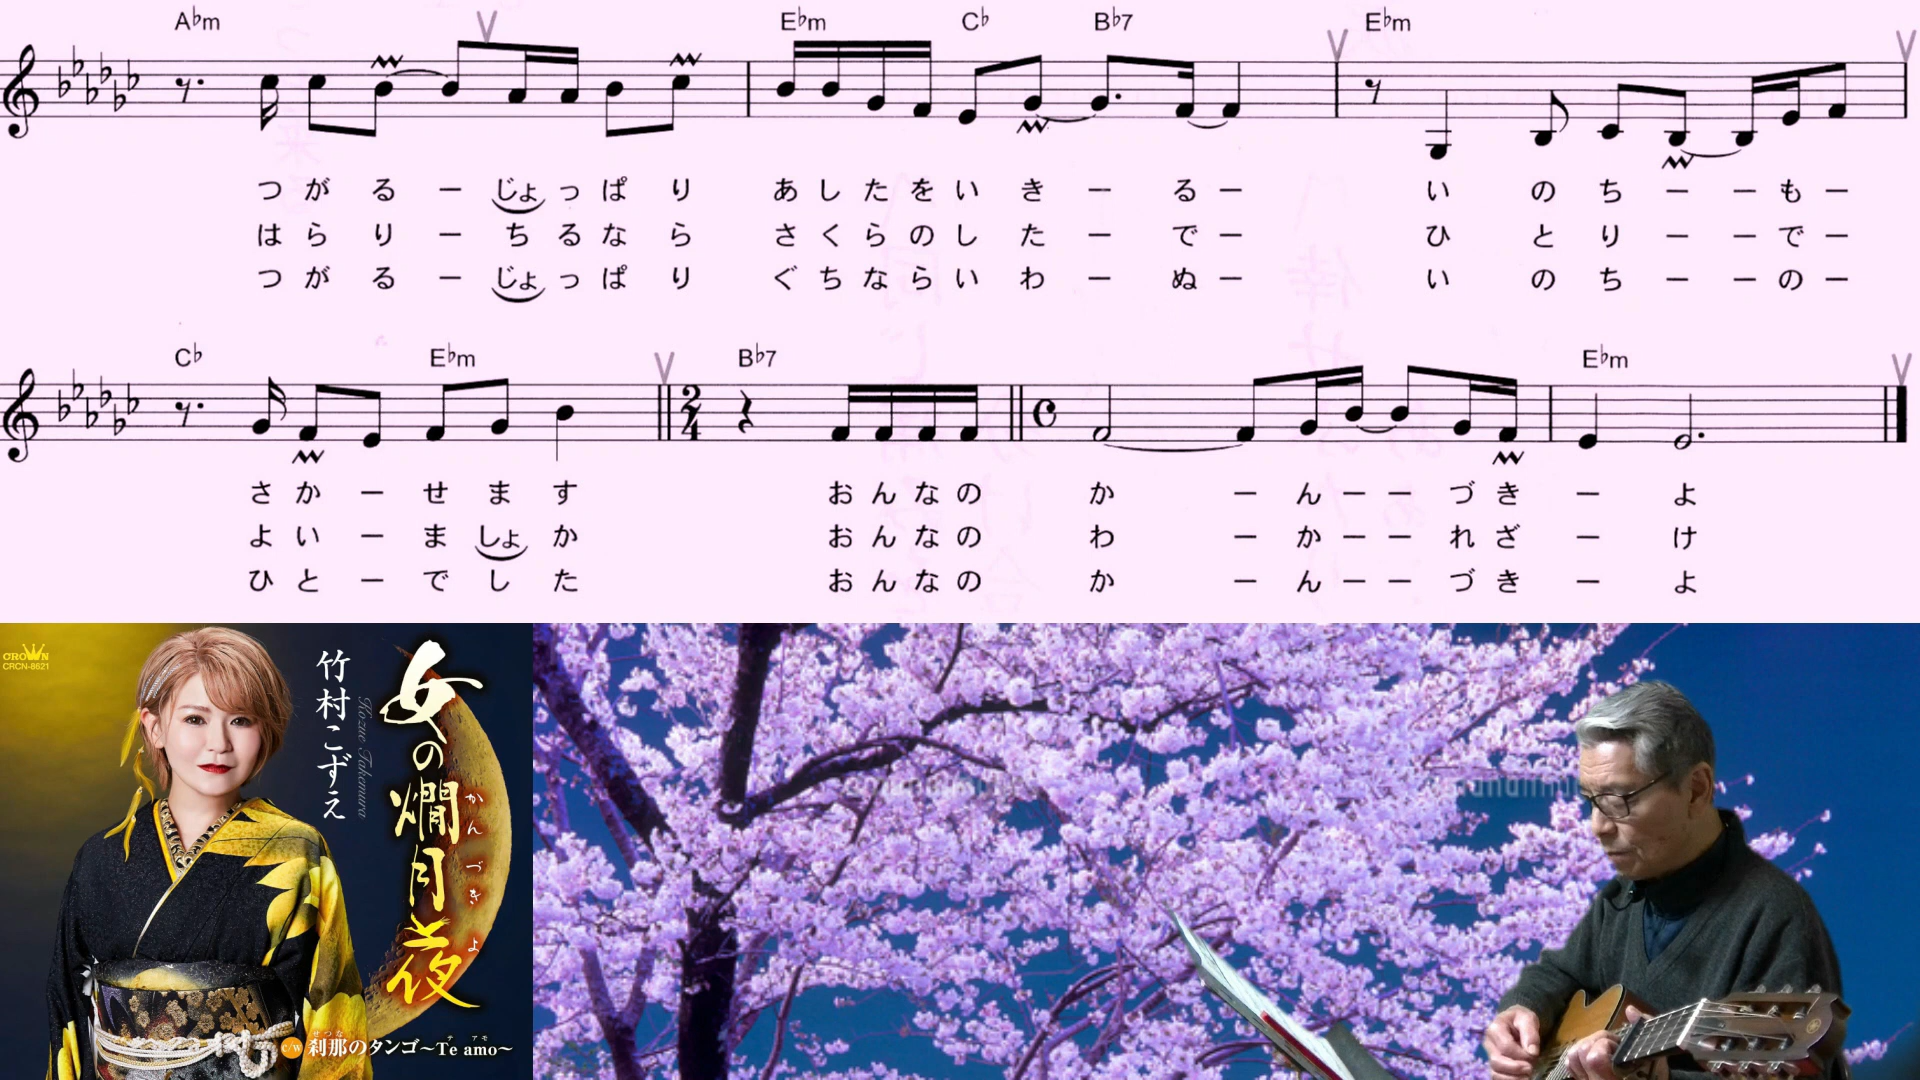 A♭m E♭m C♭ B♭7 E♭m
つ が る ー じょ っ ぱ り あ し た を い き ー る ー い の ち ー ー も ー
は ら り ー ち る な ら さ く ら の し た ー で ー ひ と り ー ー で ー
つ が る ー じょ っ ぱ り ぐ ち な ら い わ ー ぬ ー い の ち ー ー の ー
C♭ E♭m B♭7 E♭m
2/4
さ か ー せ ま す お ん な の か ー ん ー ー づ き ー よ
よ い ー ま しょ か お ん な の わ ー か ー ー れ ざ ー け
ひ と ー で し た お ん な の か ー ん ー ー づ き ー よ
CROWN
CRCN-8621
竹村こずえ
Kozue Takemura
女の燗月夜
かんづきよ
せつな テ アモ
c/w 刹那のタンゴ〜Te amo〜